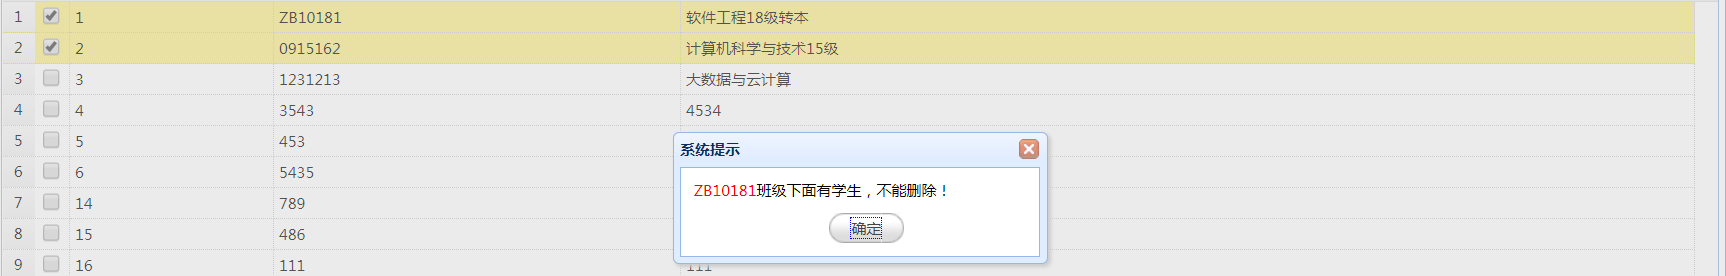 1 1 ZB10181 软件工程18级转本
2 2 0915162 计算机科学与技术15级
3 3 1231213 大数据与云计算
4 4 3543 4534
5 5 453
6 6 5435
7 14 789
8 15 486
9 16 111 111
系统提示
ZB10181班级下面有学生，不能删除！
确定